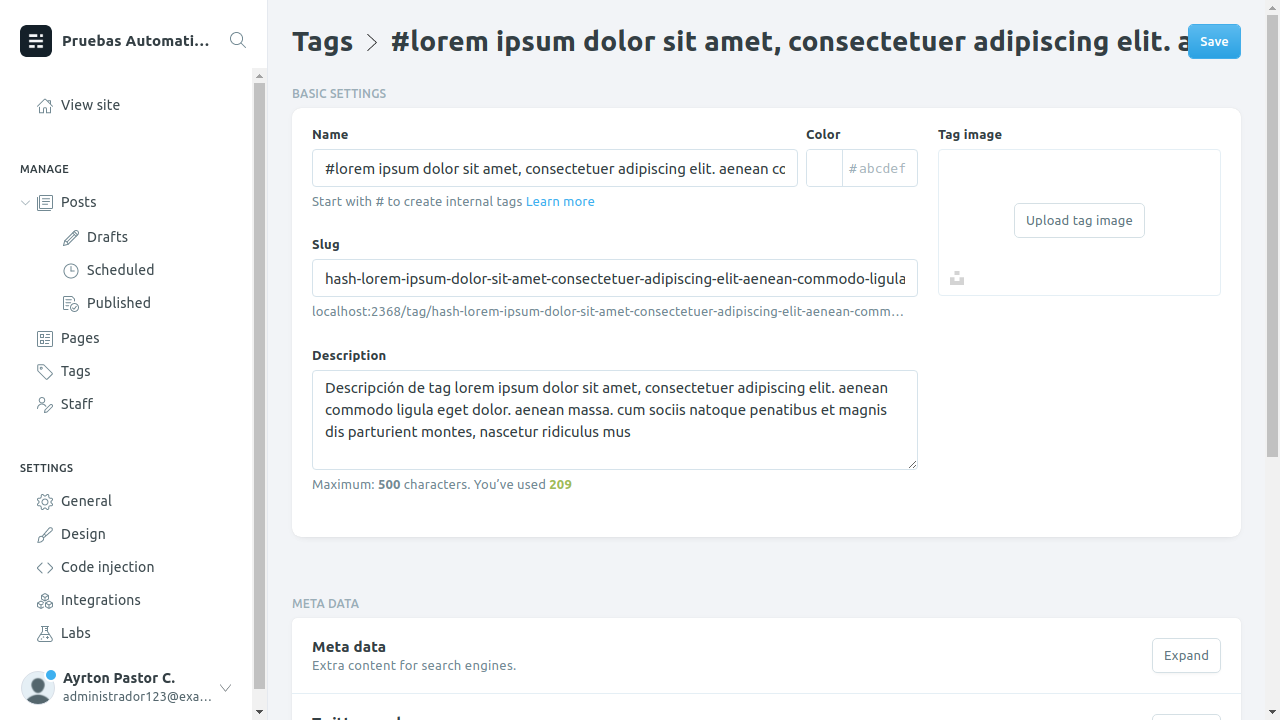 Pruebas Automati...
View site
MANAGE
Posts
Drafts
Scheduled
Published
Pages
Tags
Staff
SETTINGS
General
Design
Code injection
Integrations
Labs
Ayrton Pastor C.
administrador123@exa...
Tags > #lorem ipsum dolor sit amet, consectetuer adipiscing elit. a
Save
BASIC SETTINGS
Name
#lorem ipsum dolor sit amet, consectetuer adipiscing elit. aenean co
Start with # to create internal tags Learn more
Color
#abcdef
Tag image
Upload tag image
Slug
hash-lorem-ipsum-dolor-sit-amet-consectetuer-adipiscing-elit-aenean-commodo-ligula
localhost:2368/tag/hash-lorem-ipsum-dolor-sit-amet-consectetuer-adipiscing-elit-aenean-comm...
Description
Descripción de tag lorem ipsum dolor sit amet, consectetuer adipiscing elit. aenean
commodo ligula eget dolor. aenean massa. cum sociis natoque penatibus et magnis
dis parturient montes, nascetur ridiculus mus
Maximum: 500 characters. You've used 209
META DATA
Meta data
Extra content for search engines.
Expand